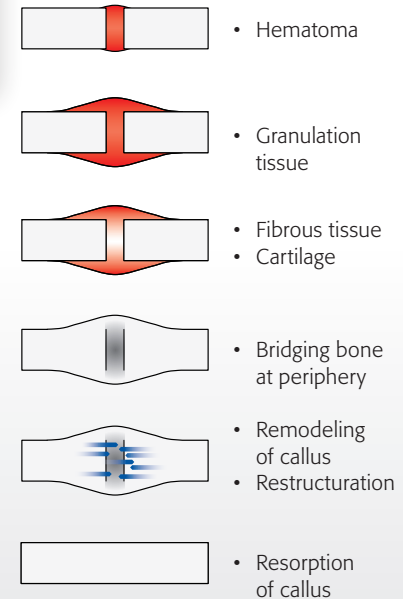 • Hematoma
• Granulation
tissue
• Fibrous tissue
• Cartilage
• Bridging bone
at periphery
• Remodeling
of callus
• Restructuration
• Resorption
of callus